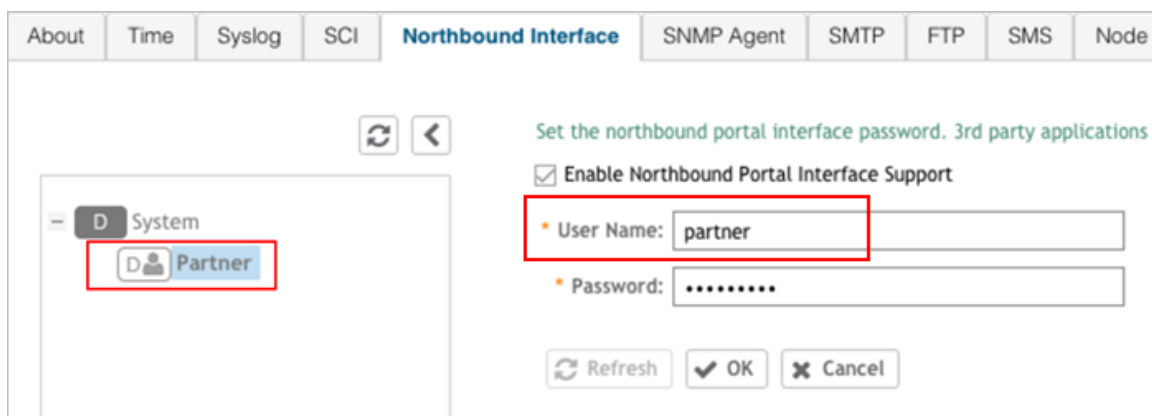 About Time Syslog SCI Northbound Interface SNMP Agent SMTP FTP SMS Node
Set the northbound portal interface password. 3rd party applications
Enable Northbound Portal Interface Support
D System
* User Name: partner
D Partner
* Password: •••••••••
Refresh OK Cancel